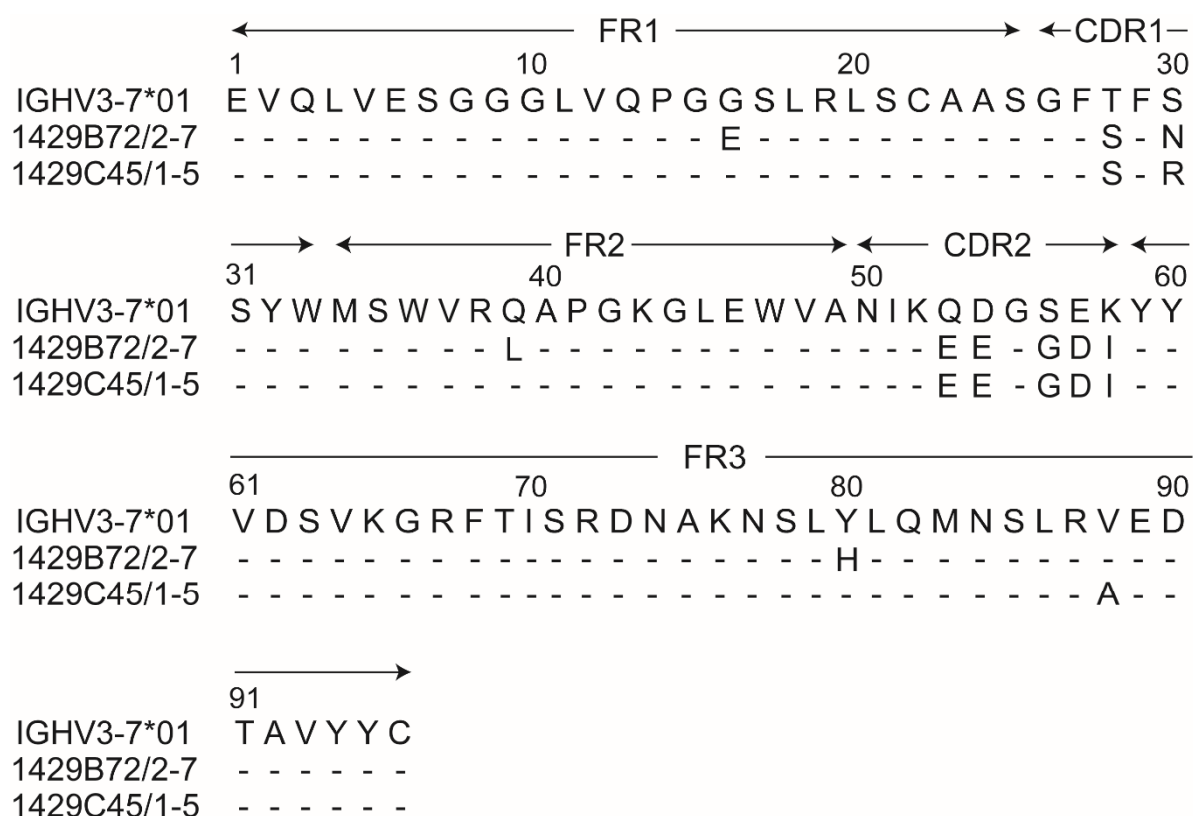 FR1 CDR1
1 10 20 30
IGHV3-7*01 E V Q L V E S G G G L V Q P G G S L R L S C A A S G F T F S
1429B72/2-7 - - - - - - - - - - - - - - - E - - - - - - - - - - - S - N
1429C45/1-5 - - - - - - - - - - - - - - - - - - - - - - - - - - - S - R
FR2 CDR2
31 40 50 60
IGHV3-7*01 S Y W M S W V R Q A P G K G L E W V A N I K Q D G S E K Y Y
1429B72/2-7 - - - - - - - - L - - - - - - - - - - - - - E E - G D I - -
1429C45/1-5 - - - - - - - - - - - - - - - - - - - - - - E E - G D I - -
FR3
61 70 80 90
IGHV3-7*01 V D S V K G R F T I S R D N A K N S L Y L Q M N S L R V E D
1429B72/2-7 - - - - - - - - - - - - - - - - - - - H - - - - - - - - - -
1429C45/1-5 - - - - - - - - - - - - - - - - - - - - - - - - - - - A - -
91
IGHV3-7*01 T A V Y Y C
1429B72/2-7 - - - - - -
1429C45/1-5 - - - - - -